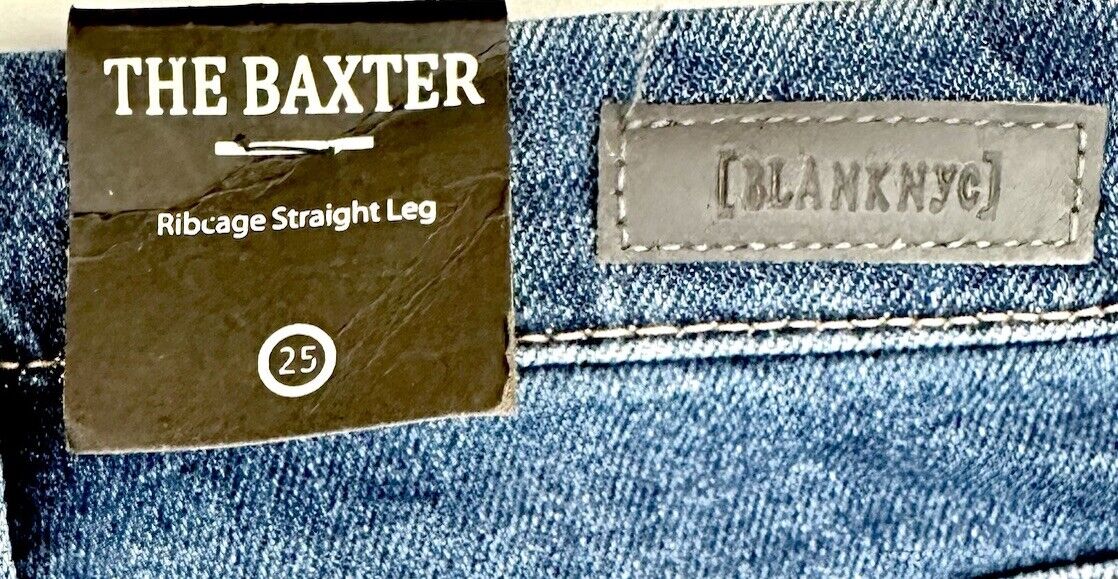 THE BAXTER
Ribcage Straight Leg
25
[BLANKNYC]